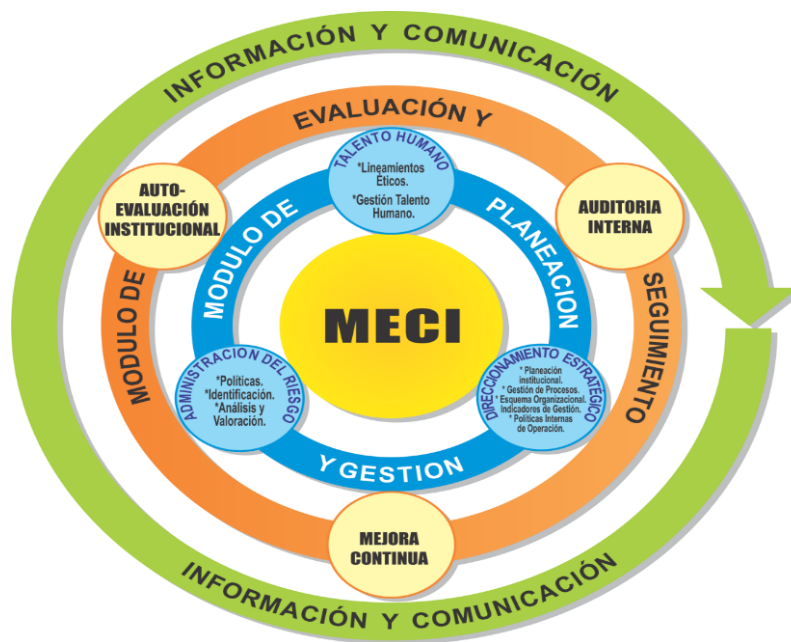 INFORMACIÓN Y COMUNICACIÓN
EVALUACIÓN Y
TALENTO HUMANO
*Lineamientos
Éticos.
*Gestión Talento
Humano.
AUTO-
EVALUACIÓN
INSTITUCIONAL
AUDITORIA
INTERNA
MODULO DE
PLANEACION
MECI
MODULO DE
SEGUIMIENTO
ADMINISTRACION DEL RIESGO
*Políticas.
*Identificación.
*Análisis y
Valoración.
DIRECCIONAMIENTO ESTRATÉGICO
* Planeación
institucional.
* Gestión de Procesos.
* Esquema Organizacional.
Indicadores de Gestión.
* Políticas Internas
de Operación.
Y GESTION
MEJORA
CONTINUA
INFORMACIÓN Y COMUNICACIÓN